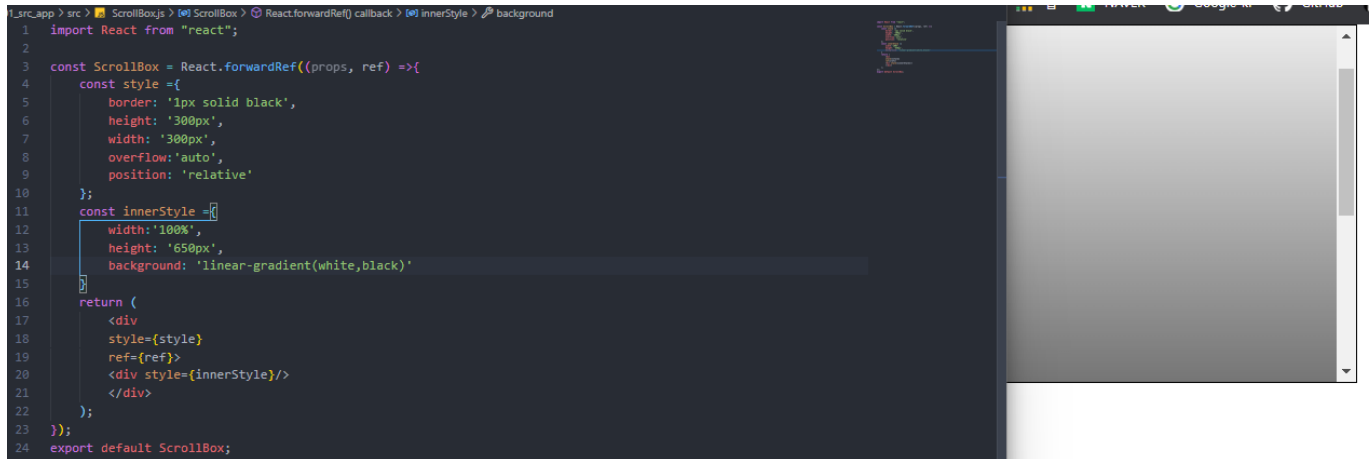 01_src_app > src > ScrollBox.js > ScrollBox > React.forwardRef() callback > innerStyle > background
1 import React from "react";
2
3 const ScrollBox = React.forwardRef((props, ref) =>{
4     const style ={
5         border: '1px solid black',
6         height: '300px',
7         width: '300px',
8         overflow:'auto',
9         position: 'relative'
10     };
11     const innerStyle ={
12         width:'100%',
13         height: '650px',
14         background: 'linear-gradient(white,black)'
15     }
16     return (
17         <div
18         style={style}
19         ref={ref}>
20         <div style={innerStyle}/>
21         </div>
22     );
23 });
24 export default ScrollBox;